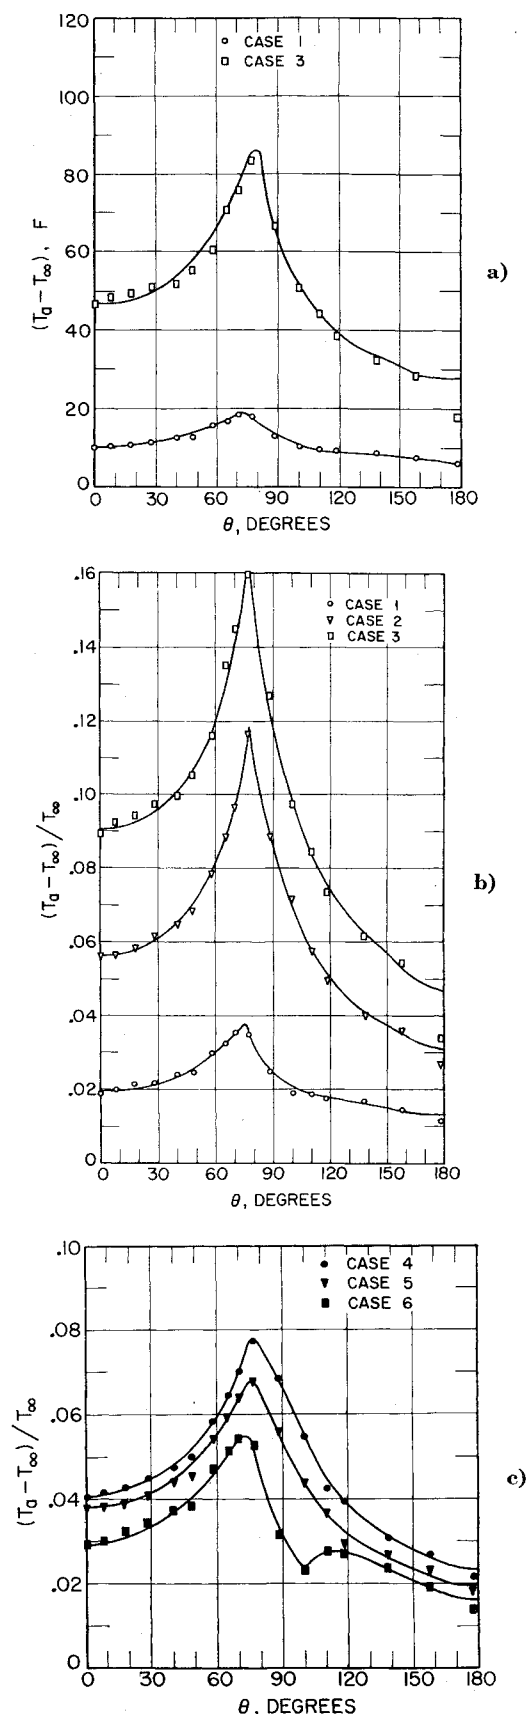 120
○ CASE 1
□ CASE 3
100
80
60
40
20
0
(Ta – T∞), F
0 30 60 90 120 150 180
θ, DEGREES
a)
.16
○ CASE 1
▽ CASE 2
□ CASE 3
.14
.12
.10
.08
.06
.04
.02
0
(Ta – T∞)/T∞
0 30 60 90 120 150 180
θ, DEGREES
b)
.10
● CASE 4
▼ CASE 5
■ CASE 6
.08
.06
.04
.02
0
(Ta – T∞)/T∞
0 30 60 90 120 150 180
θ, DEGREES
c)